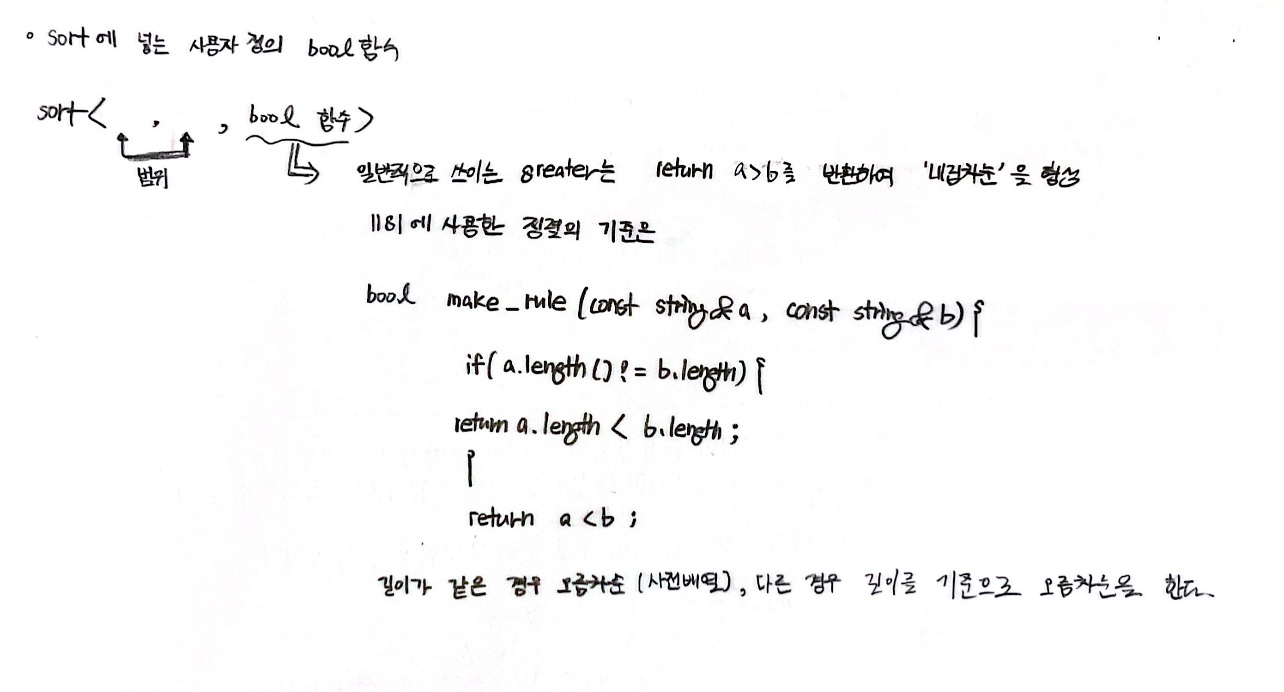 ° sort에 넣는 사용자 정의 bool 함수
sort<      ,      , bool 함수>
범위
일반적으로 쓰이는 greater는 return a>b를 반환하여 '내림차순'을 형성
1181에 사용한 정렬의 기준은
bool make_rule (const string& a, const string& b) {
if( a.length() != b.length) {
return a.length < b.length ;
}
return a < b ;
길이가 같은 경우 오름차순 (사전배열), 다른 경우 길이를 기준으로 오름차순을 한다.